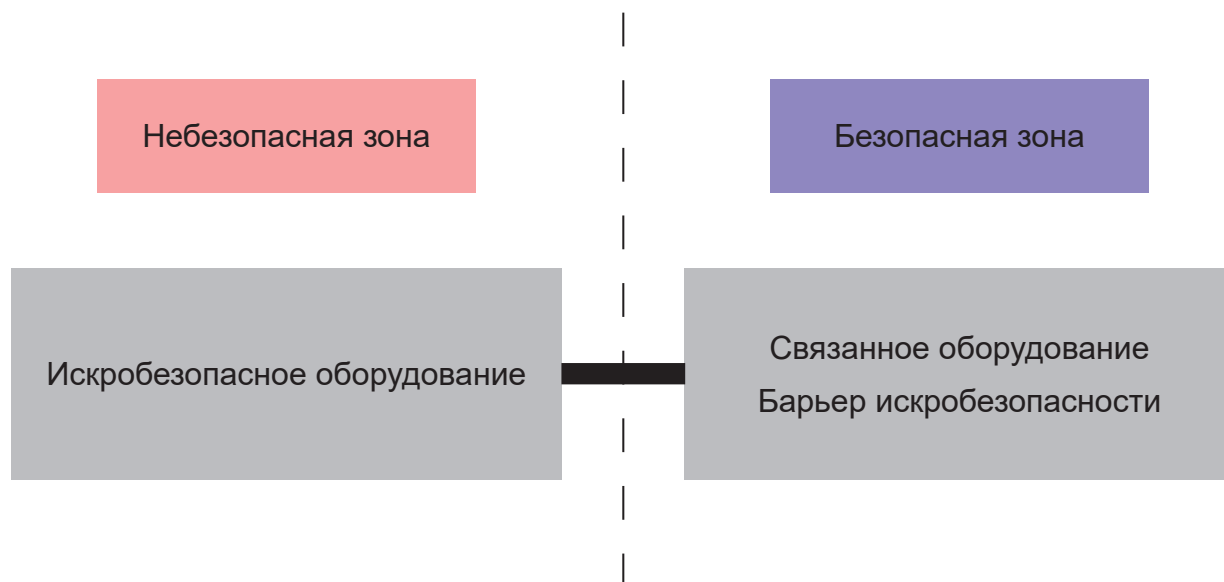 Небезопасная зона
Безопасная зона
Искробезопасное оборудование
Связанное оборудование
Барьер искробезопасности